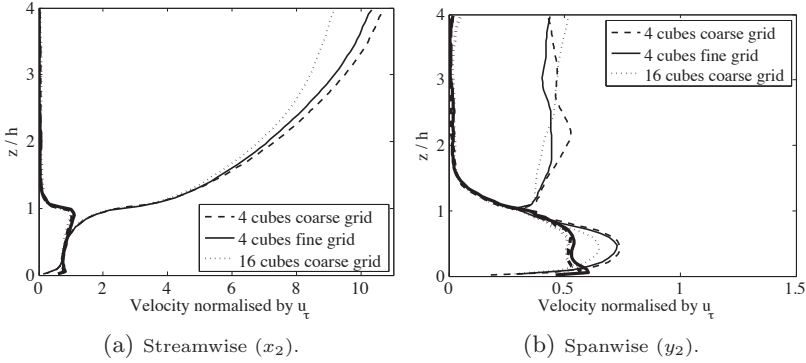 4
3
2
1
0
z / h
0 2 4 6 8 10
Velocity normalised by u_τ
4 cubes coarse grid
4 cubes fine grid
16 cubes coarse grid
(a) Streamwise (x₂).
4
3
2
1
0
z / h
0 0.5 1 1.5
Velocity normalised by u_τ
4 cubes coarse grid
4 cubes fine grid
16 cubes coarse grid
(b) Spanwise (y₂).